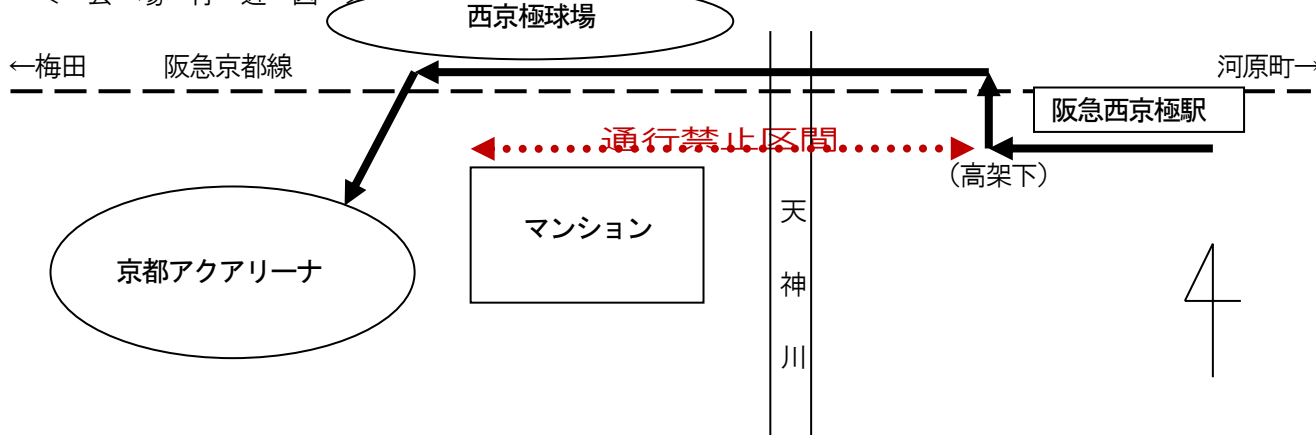 西京極球場
←梅田
阪急京都線
河原町→
阪急西京極駅
通行禁止区間
(高架下)
マンション
天神川
京都アクアリーナ